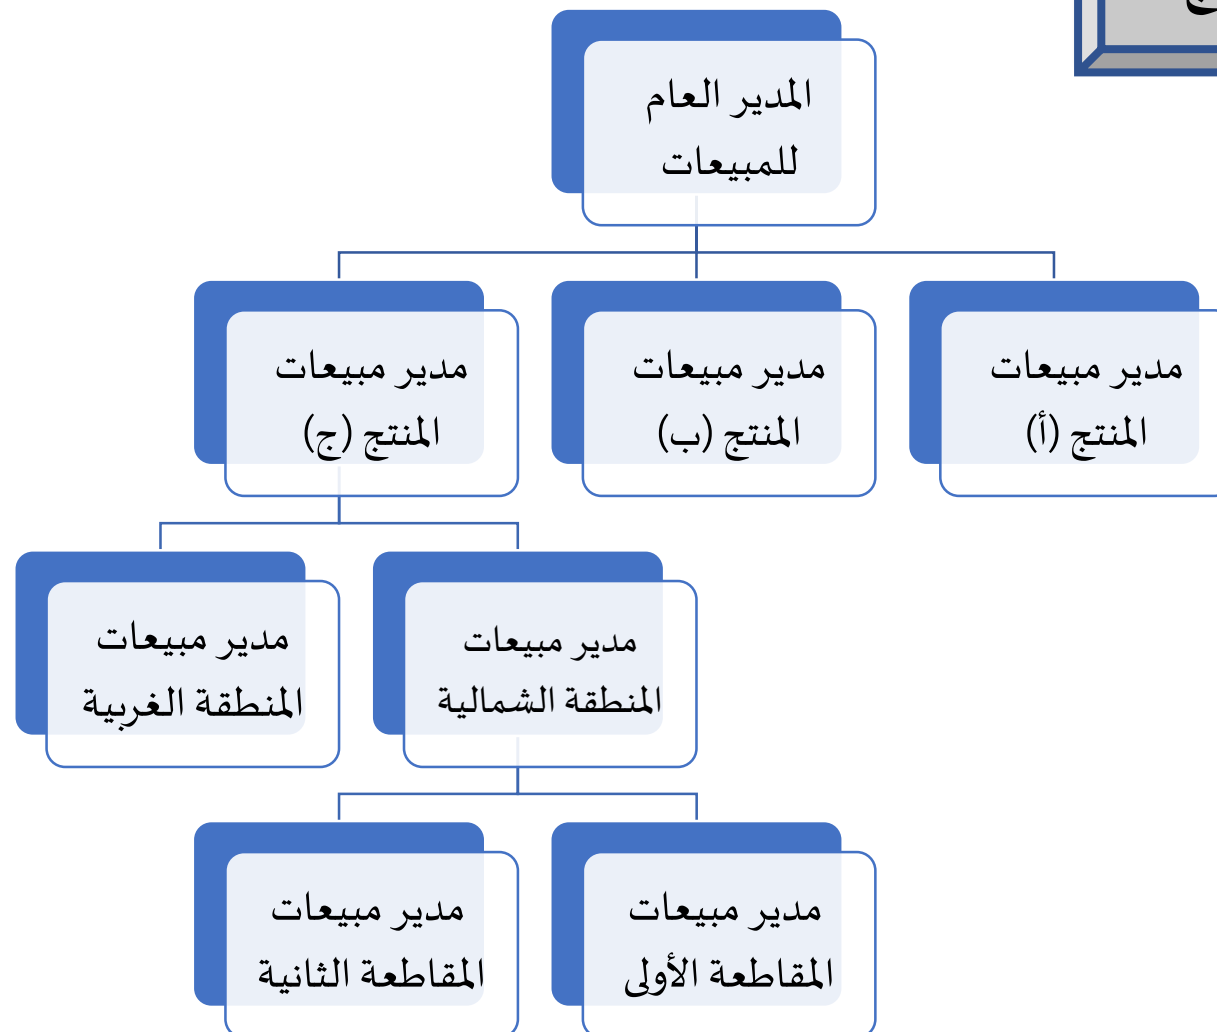 المدير العام
للمبيعات
مدير مبيعات
المنتج (أ)
مدير مبيعات
المنتج (ب)
مدير مبيعات
المنتج (ج)
مدير مبيعات
المنطقة الشمالية
مدير مبيعات
المنطقة الغربية
مدير مبيعات
المقاطعة الأولى
مدير مبيعات
المقاطعة الثانية